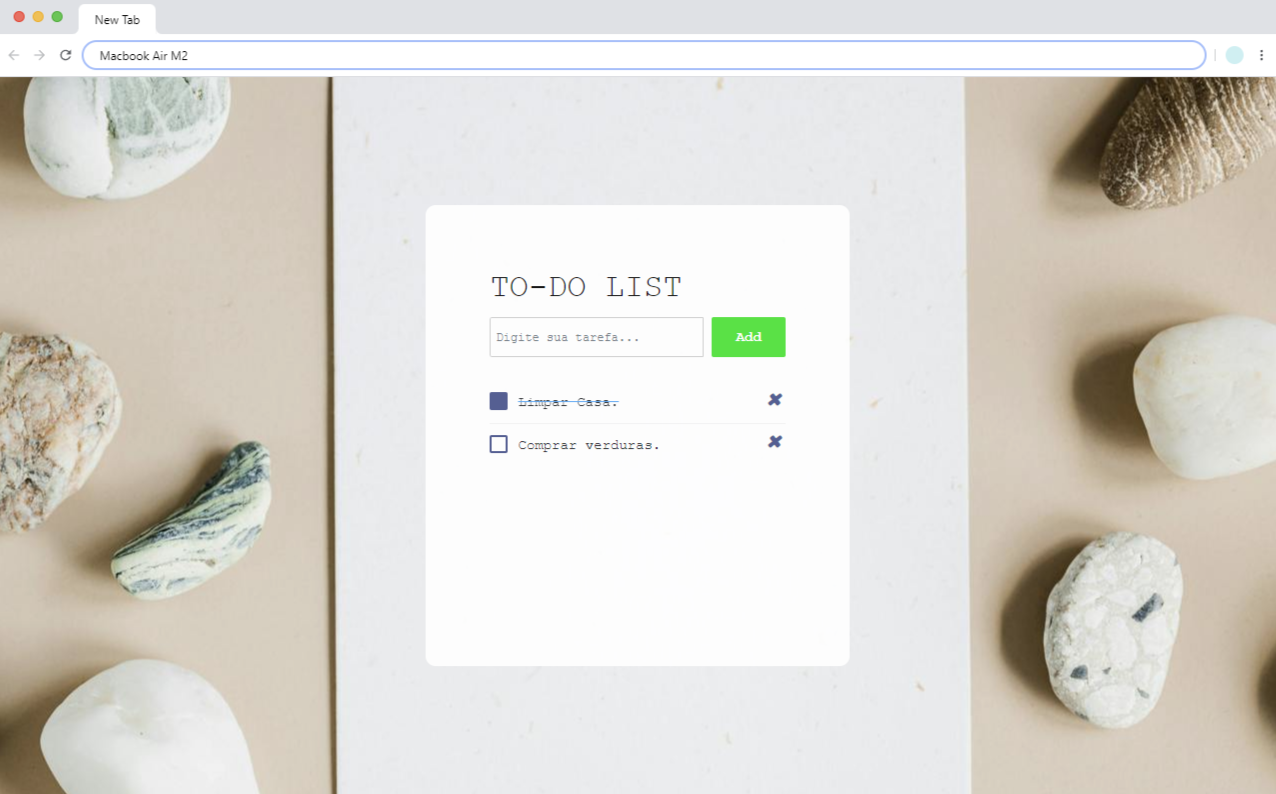 New Tab
Macbook Air M2
TO-DO LIST
Digite sua tarefa...
Add
Limpar Casa.
Comprar verduras.